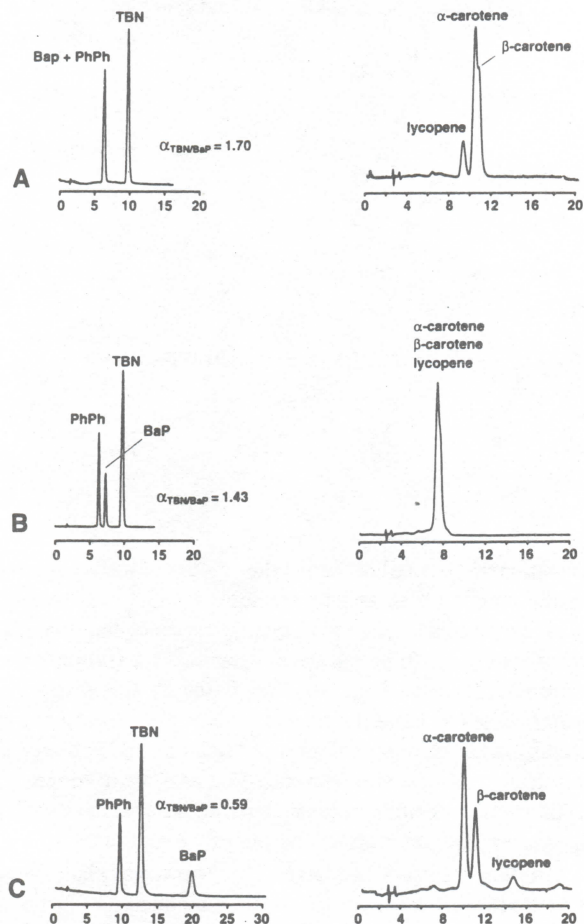 TBN
Bap + PhPh
αTBN/BaP = 1.70
A
0 5 10 15 20
α-carotene
β-carotene
lycopene
0 4 8 12 16 20
TBN
PhPh
BaP
αTBN/BaP = 1.43
B
0 5 10 15 20
α-carotene
β-carotene
lycopene
0 4 8 12 16 20
TBN
PhPh
αTBN/BaP = 0.59
BaP
C
0 5 10 15 20 25 30
α-carotene
β-carotene
lycopene
0 4 8 12 16 20